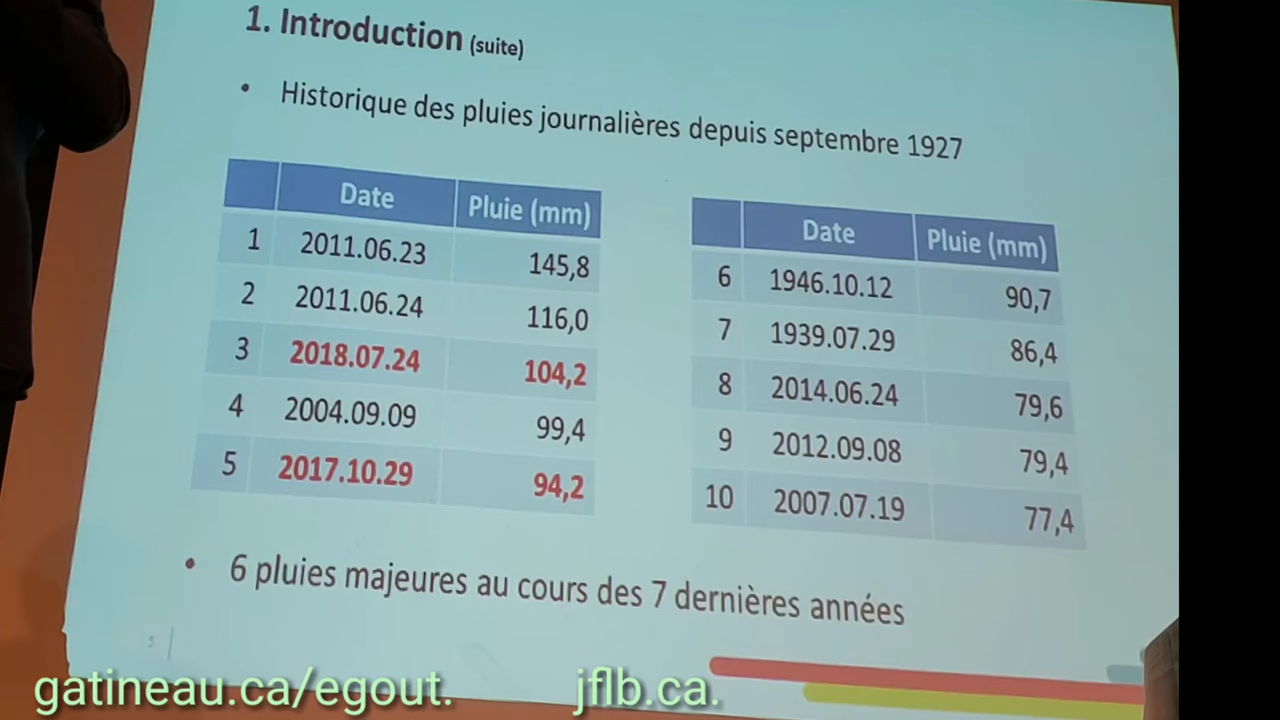 1. Introduction (suite)
• Historique des pluies journalières depuis septembre 1927
Date Pluie (mm)
1 2011.06.23 145,8
2 2011.06.24 116,0
3 2018.07.24 104,2
4 2004.09.09 99,4
5 2017.10.29 94,2
Date Pluie (mm)
6 1946.10.12 90,7
7 1939.07.29 86,4
8 2014.06.24 79,6
9 2012.09.08 79,4
10 2007.07.19 77,4
• 6 pluies majeures au cours des 7 dernières années
5
gatineau.ca/egout. jflb.ca.